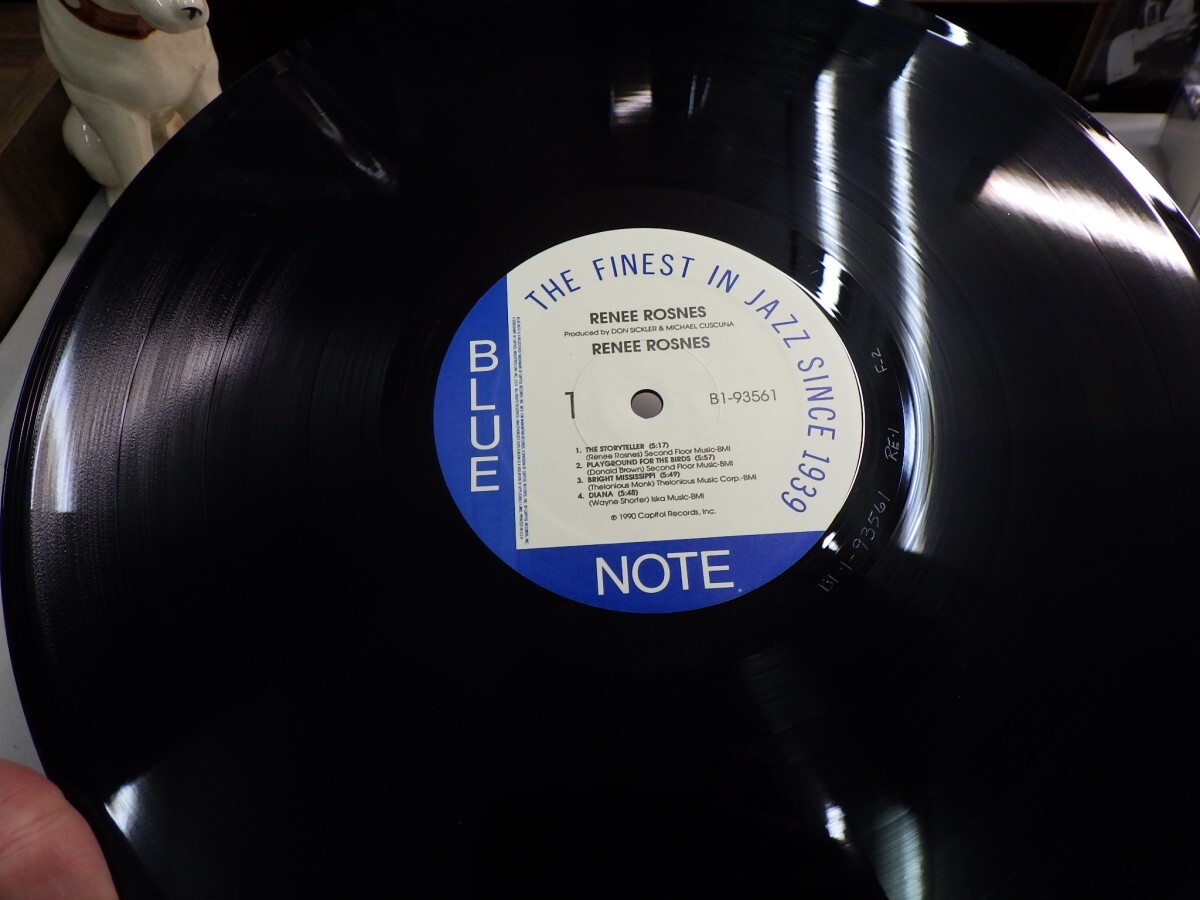 THE FINEST IN JAZZ SINCE 1939
RENEE ROSNES
Produced by DON SICKLER & MICHAEL CUSCUNA
RENEE ROSNES
1
B1-93561
1. THE STORYTELLER (5:17)
(Renee Rosnes) Second Floor Music-BMI
2. PLAYGROUND FOR THE BIRDS (5:57)
(Donald Brown) Second Floor Music-BMI
3. BRIGHT MISSISSIPPI (5:49)
(Thelonious Monk) Thelonious Music Corp.-BMI
4. DIANA (5:48)
(Wayne Shorter) Iska Music-BMI
℗ 1990 Capitol Records, Inc.
BLUE
NOTE
B1-1-93561 RE-1 F-2